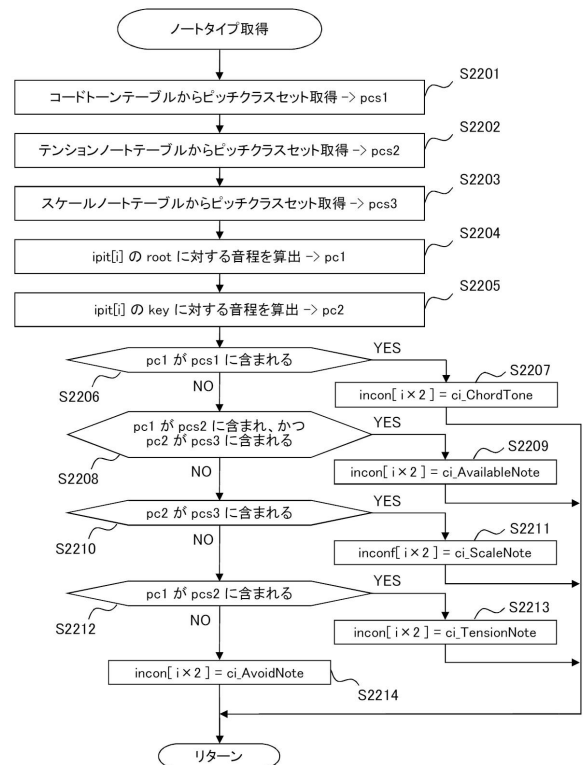 ノートタイプ取得
S2201
コードトーンテーブルからピッチクラスセット取得 -> pcs1
S2202
テンションノートテーブルからピッチクラスセット取得 -> pcs2
S2203
スケールノートテーブルからピッチクラスセット取得 -> pcs3
S2204
ipit[i] の root に対する音程を算出 -> pc1
S2205
ipit[i] の key に対する音程を算出 -> pc2
pc1 が pcs1 に含まれる
YES
S2206
NO
S2207
incon[ i×2 ] = ci_ChordTone
pc1 が pcs2 に含まれ、かつ
pc2 が pcs3 に含まれる
YES
S2208
NO
S2209
incon[ i×2 ] = ci_AvailableNote
pc2 が pcs3 に含まれる
YES
S2210
NO
S2211
inconf[ i×2 ] = ci_ScaleNote
pc1 が pcs2 に含まれる
YES
S2212
NO
S2213
incon[ i×2 ] = ci_TensionNote
incon[ i×2 ] = ci_AvoidNote
S2214
リターン